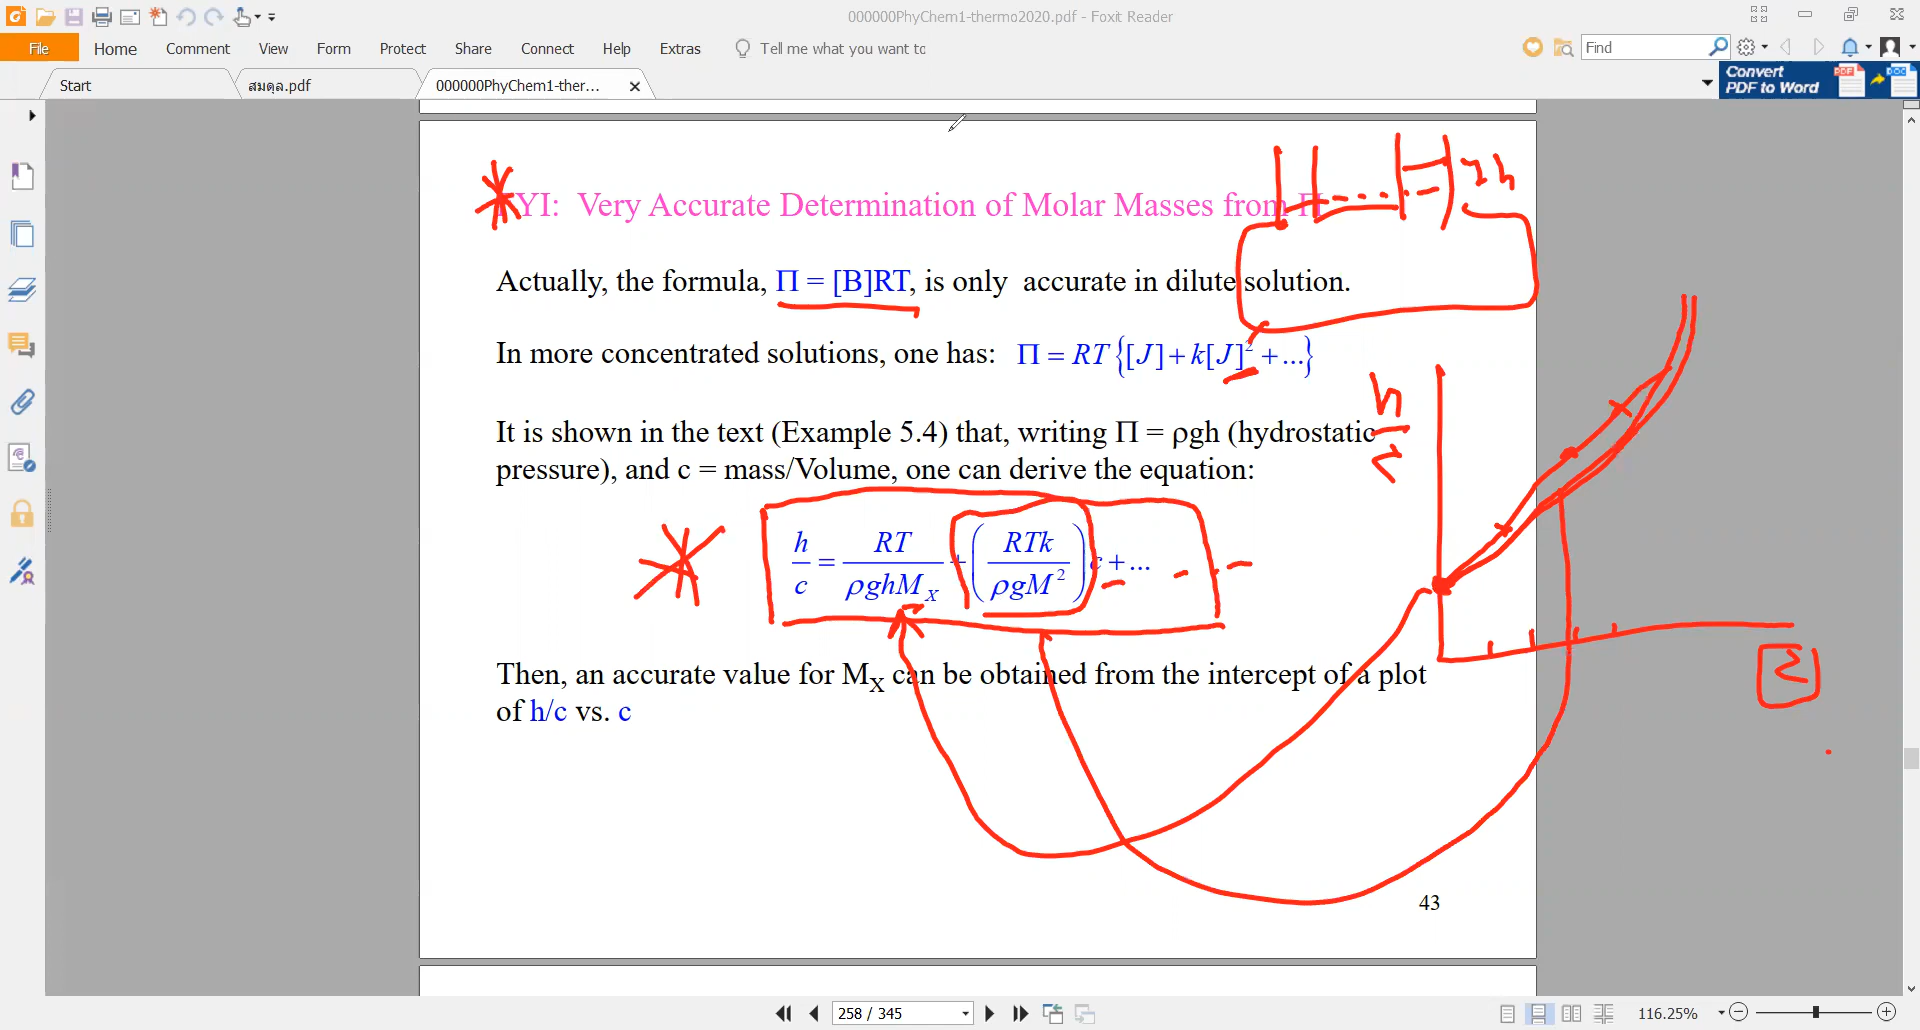 000000PhyChem1-thermo2020.pdf - Foxit Reader
File Home Comment View Form Protect Share Connect Help Extras Tell me what you want to Find
Start สมดุล.pdf 000000PhyChem1-ther...
Convert
PDF to Word
PDF DOC
FYI: Very Accurate Determination of Molar Masses from Π
h
Actually, the formula, Π = [B]RT, is only accurate in dilute solution.
In more concentrated solutions, one has: Π = RT {[J] + k[J]² + ...}
h
c
It is shown in the text (Example 5.4) that, writing Π = ρgh (hydrostatic
pressure), and c = mass/Volume, one can derive the equation:
h/c = RT/ρghM_X + (RTk/ρgM²) c + ...
Then, an accurate value for M_X can be obtained from the intercept of a plot
of h/c vs. c
43
258 / 345
116.25%